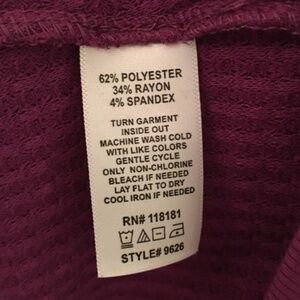 62% POLYESTER
34% RAYON
4% SPANDEX
TURN GARMENT
INSIDE OUT
MACHINE WASH COLD
WITH LIKE COLORS
GENTLE CYCLE
ONLY NON-CHLORINE
BLEACH IF NEEDED
LAY FLAT TO DRY
COOL IRON IF NEEDED
RN# 118181
STYLE# 9626